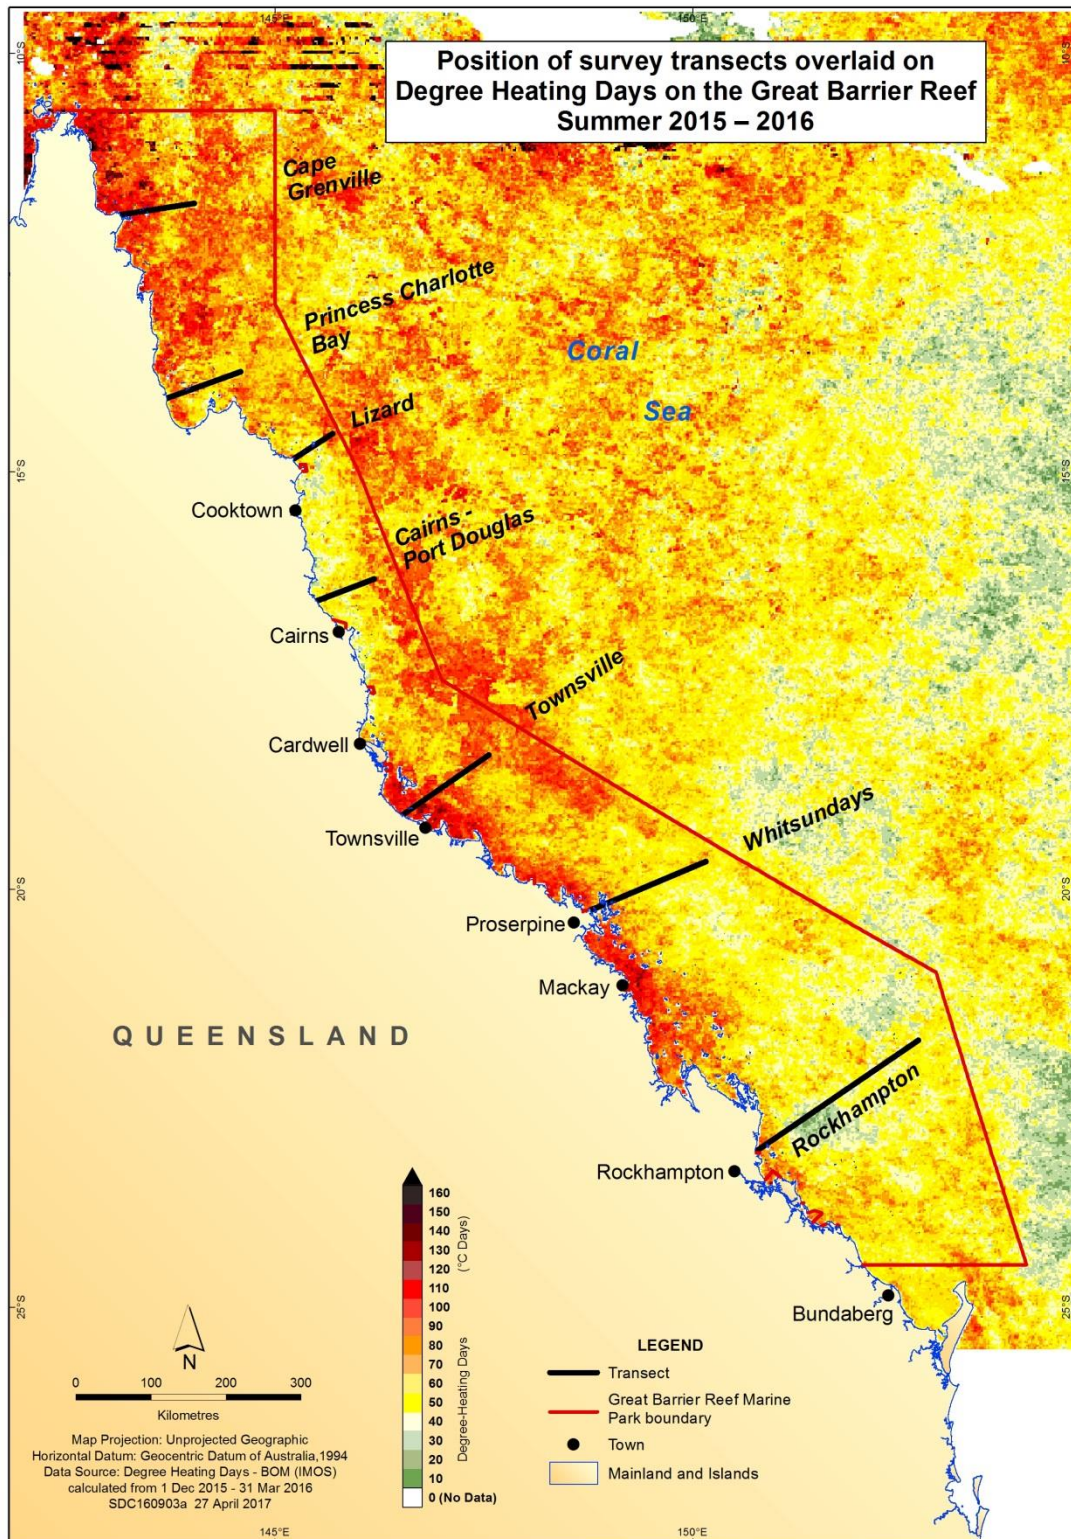 145°E
150°E
10°S
10°S
Position of survey transects overlaid on
Degree Heating Days on the Great Barrier Reef
Summer 2015 – 2016
Cape
Grenville
Princess Charlotte
Bay
Coral
Sea
Lizard
15°S
15°S
Cooktown
Cairns -
Port Douglas
Cairns
Townsville
Cardwell
Whitsundays
Townsville
20°S
20°S
Proserpine
Mackay
QUEENSLAND
Rockhampton
Rockhampton
160
150
140
130
120
110
100
90
80
70
60
50
40
30
20
10
0 (No Data)
Degree-Heating Days
(°C Days)
25°S
25°S
Bundaberg
N
0 100 200 300
Kilometres
Map Projection: Unprojected Geographic
Horizontal Datum: Geocentric Datum of Australia,1994
Data Source: Degree Heating Days - BOM (IMOS)
calculated from 1 Dec 2015 - 31 Mar 2016
SDC160903a 27 April 2017
LEGEND
Transect
Great Barrier Reef Marine
Park boundary
Town
Mainland and Islands
145°E
150°E